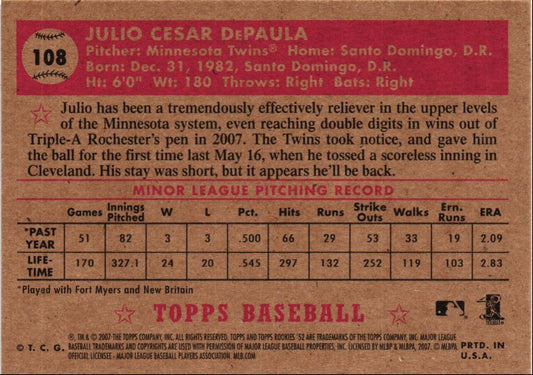 108
JULIO CESAR DePAULA
Pitcher: Minnesota Twins® Home: Santo Domingo, D.R.
Born: Dec. 31, 1982, Santo Domingo, D.R.
Ht: 6'0" Wt: 180 Throws: Right Bats: Right
Julio has been a tremendously effectively reliever in the upper levels
of the Minnesota system, even reaching double digits in wins out of
Triple-A Rochester's pen in 2007. The Twins took notice, and gave him
the ball for the first time last May 16, when he tossed a scoreless inning in
Cleveland. His stay was short, but it appears he'll be back.
MINOR LEAGUE PITCHING RECORD
Games Innings Pitched W L Pct. Hits Runs Strike Outs Walks Ern. Runs ERA
*PAST YEAR 51 82 3 3 .500 66 29 53 33 19 2.09
LIFE-TIME 170 327.1 24 20 .545 297 132 252 119 103 2.83
*Played with Fort Myers and New Britain
TOPPS BASEBALL
®, TM & © 2007 THE TOPPS COMPANY, INC. ALL RIGHTS RESERVED. TOPPS AND TOPPS ROOKIES '52 ARE TRADEMARKS OF THE TOPPS COMPANY, INC. MAJOR LEAGUE
© T. C. G. BASEBALL TRADEMARKS AND COPYRIGHTS ARE USED WITH PERMISSION OF MAJOR LEAGUE BASEBALL PROPERTIES, INC. LICENSED BY MLBP © MLBPA, 2007. © MLBPA
OFFICIAL LICENSEE - MAJOR LEAGUE BASEBALL PLAYERS ASSOCIATION. MLB.COM
PRTD. IN
U.S.A.